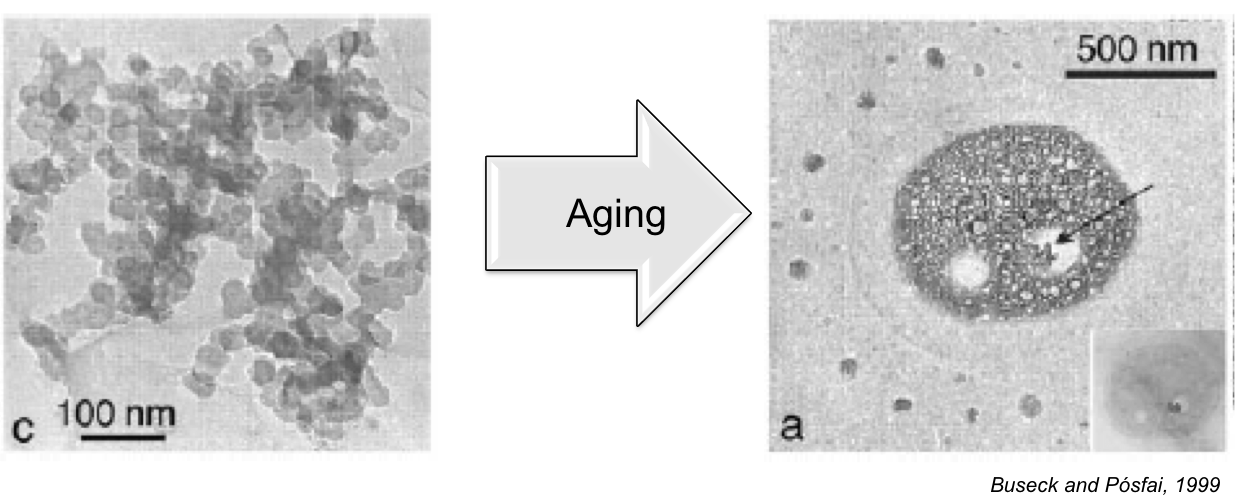 500 nm
Aging
c 100 nm
a
Buseck and Pósfai, 1999